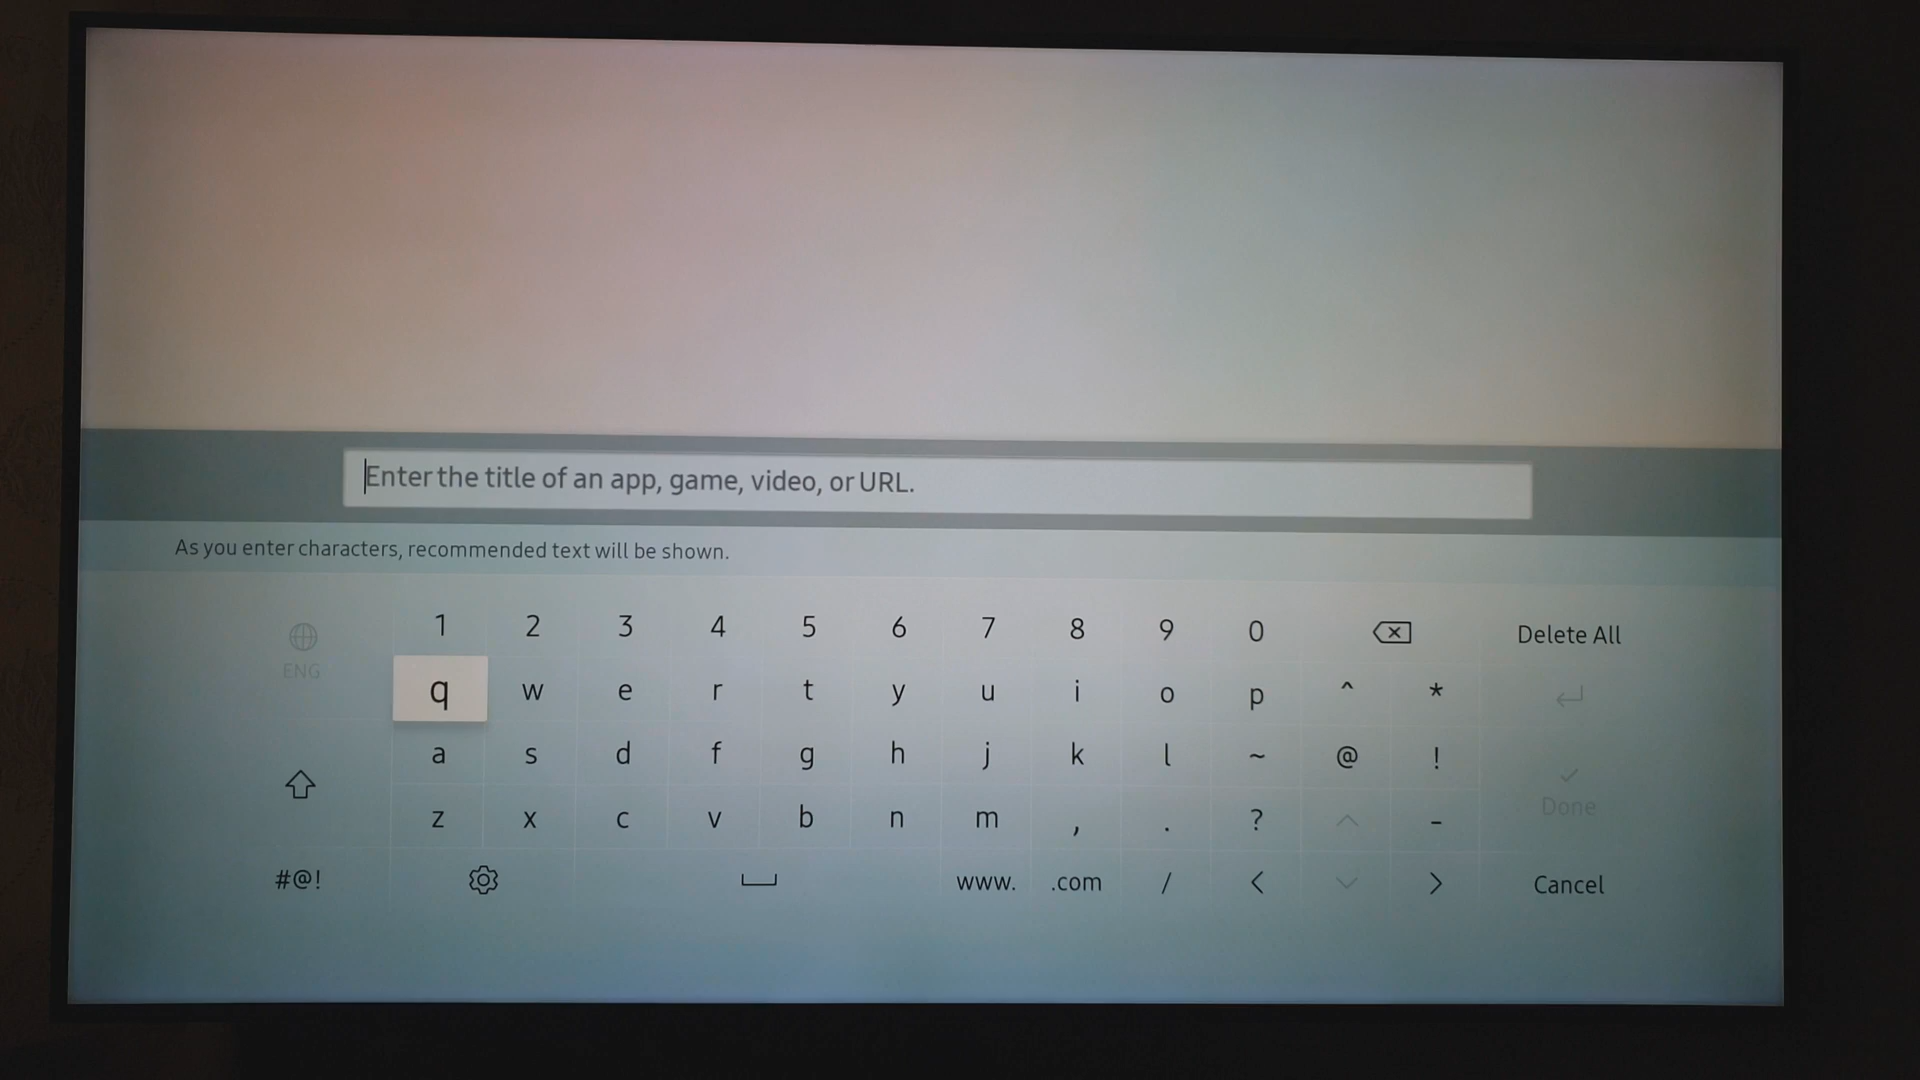 Enter the title of an app, game, video, or URL.
As you enter characters, recommended text will be shown.
1 2 3 4 5 6 7 8 9 0 Delete All
ENG
q w e r t y u i o p ^ *
a s d f g h j k l ~ @ !
z x c v b n m , . ? -
Done
#@! www. .com / < > Cancel